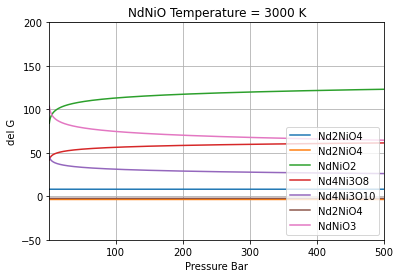 NdNiO Temperature = 3000 K
200
150
100
50
0
−50
del G
100
200
300
400
500
Pressure Bar
Nd2NiO4
Nd2NiO4
NdNiO2
Nd4Ni3O8
Nd4Ni3O10
Nd2NiO4
NdNiO3